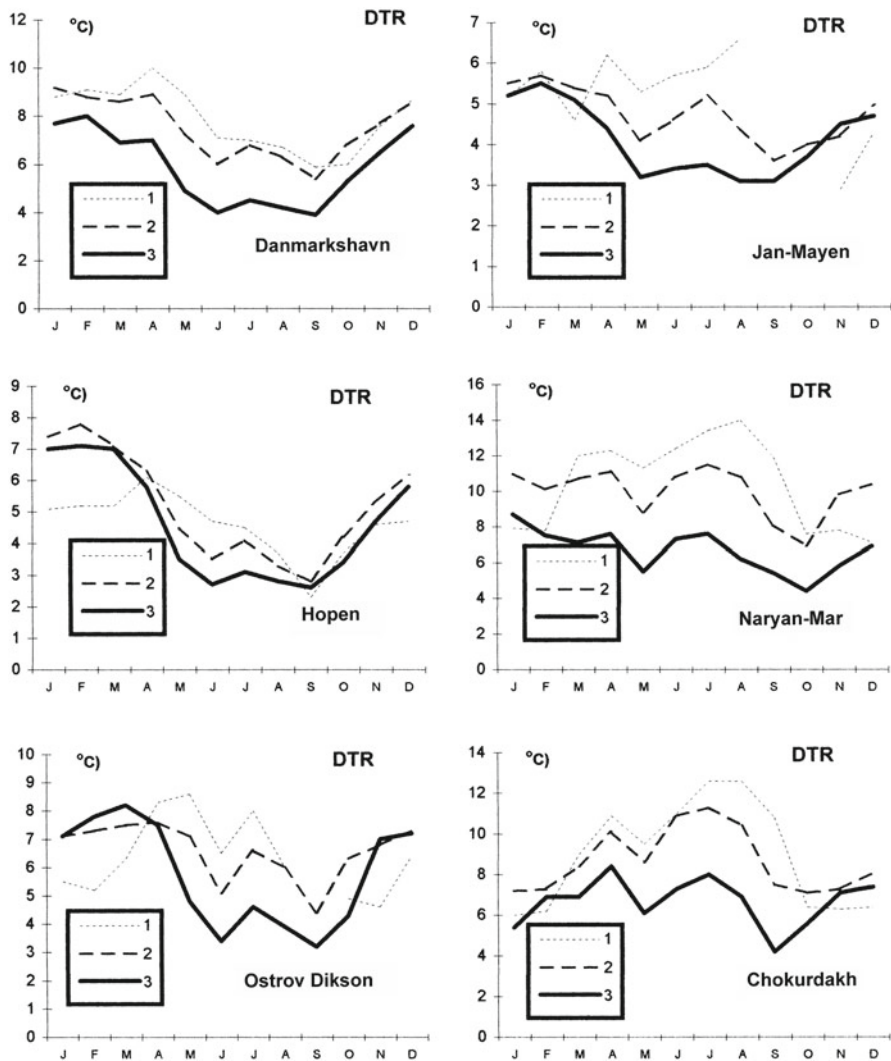 12
°C)
DTR
10
8
6
4
2
0
1
2
3
Danmarkshavn
J F M A M J J A S O N D
7
°C)
DTR
6
5
4
3
2
1
0
1
2
3
Jan-Mayen
J F M A M J J A S O N D
9
°C)
DTR
8
7
6
5
4
3
2
1
0
1
2
3
Hopen
J F M A M J J A S O N D
16
°C)
DTR
14
12
10
8
6
4
2
0
1
2
3
Naryan-Mar
J F M A M J J A S O N D
10
°C)
DTR
9
8
7
6
5
4
3
2
1
0
1
2
3
Ostrov Dikson
J F M A M J J A S O N D
14
°C)
DTR
12
10
8
6
4
2
0
1
2
3
Chokurdakh
J F M A M J J A S O N D